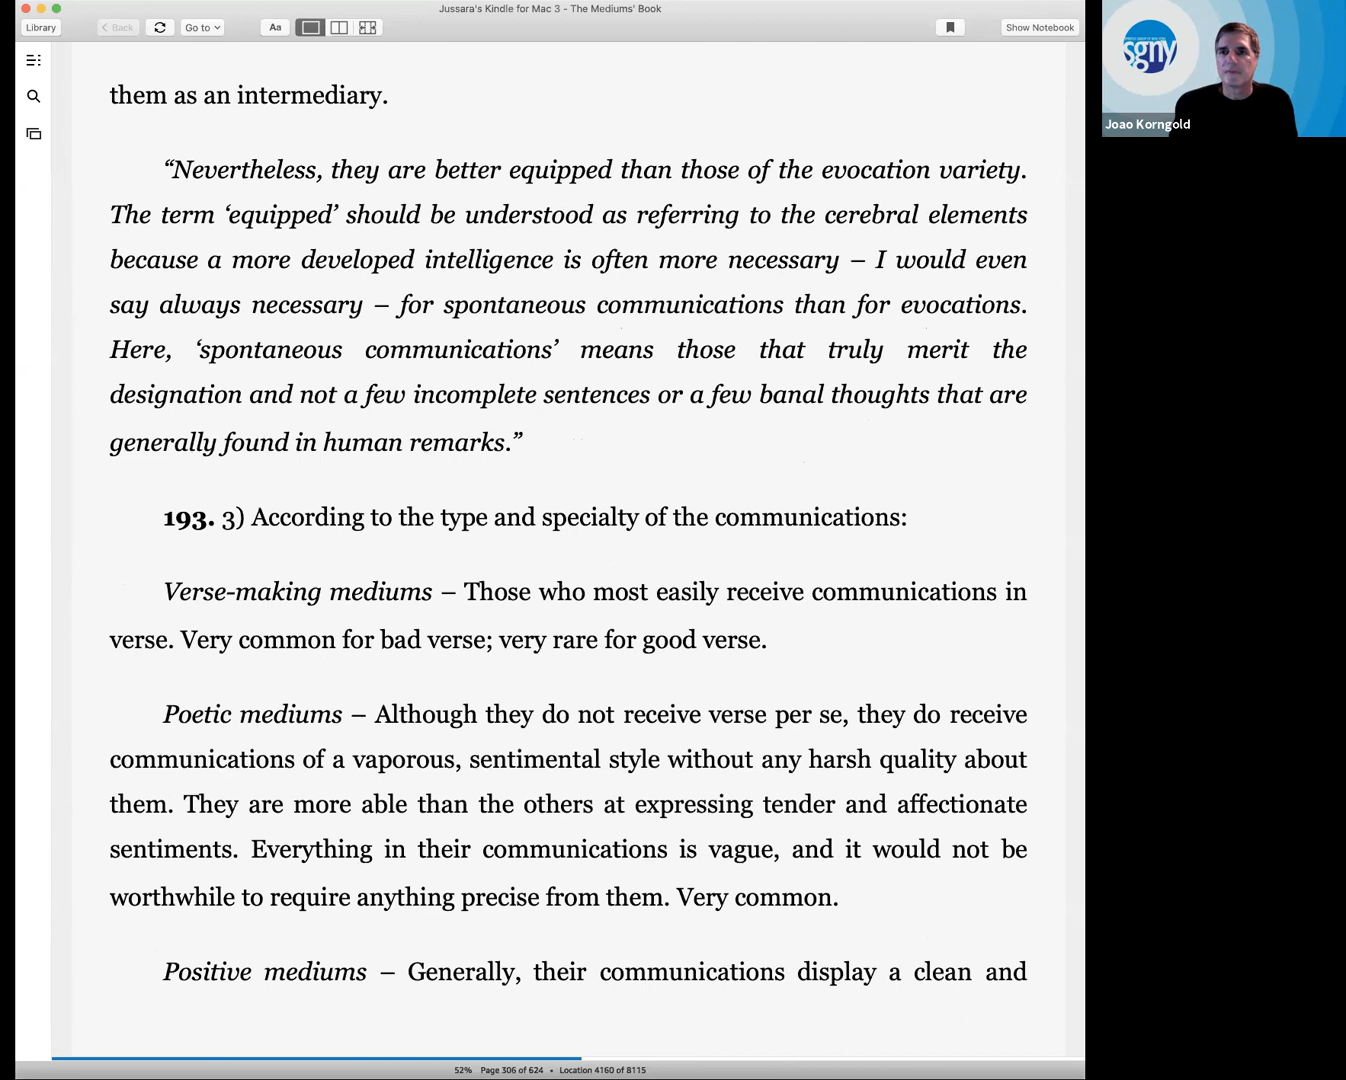 Jussara's Kindle for Mac 3 - The Mediums' Book
Library
Back
Go to
Aa
Show Notebook
them as an intermediary.
“Nevertheless, they are better equipped than those of the evocation variety.
The term ‘equipped’ should be understood as referring to the cerebral elements
because a more developed intelligence is often more necessary – I would even
say always necessary – for spontaneous communications than for evocations.
Here, ‘spontaneous communications’ means those that truly merit the
designation and not a few incomplete sentences or a few banal thoughts that are
generally found in human remarks.”
193. 3) According to the type and specialty of the communications:
Verse-making mediums – Those who most easily receive communications in
verse. Very common for bad verse; very rare for good verse.
Poetic mediums – Although they do not receive verse per se, they do receive
communications of a vaporous, sentimental style without any harsh quality about
them. They are more able than the others at expressing tender and affectionate
sentiments. Everything in their communications is vague, and it would not be
worthwhile to require anything precise from them. Very common.
Positive mediums – Generally, their communications display a clean and
52% Page 306 of 624 • Location 4160 of 8115
sgny
Joao Korngold